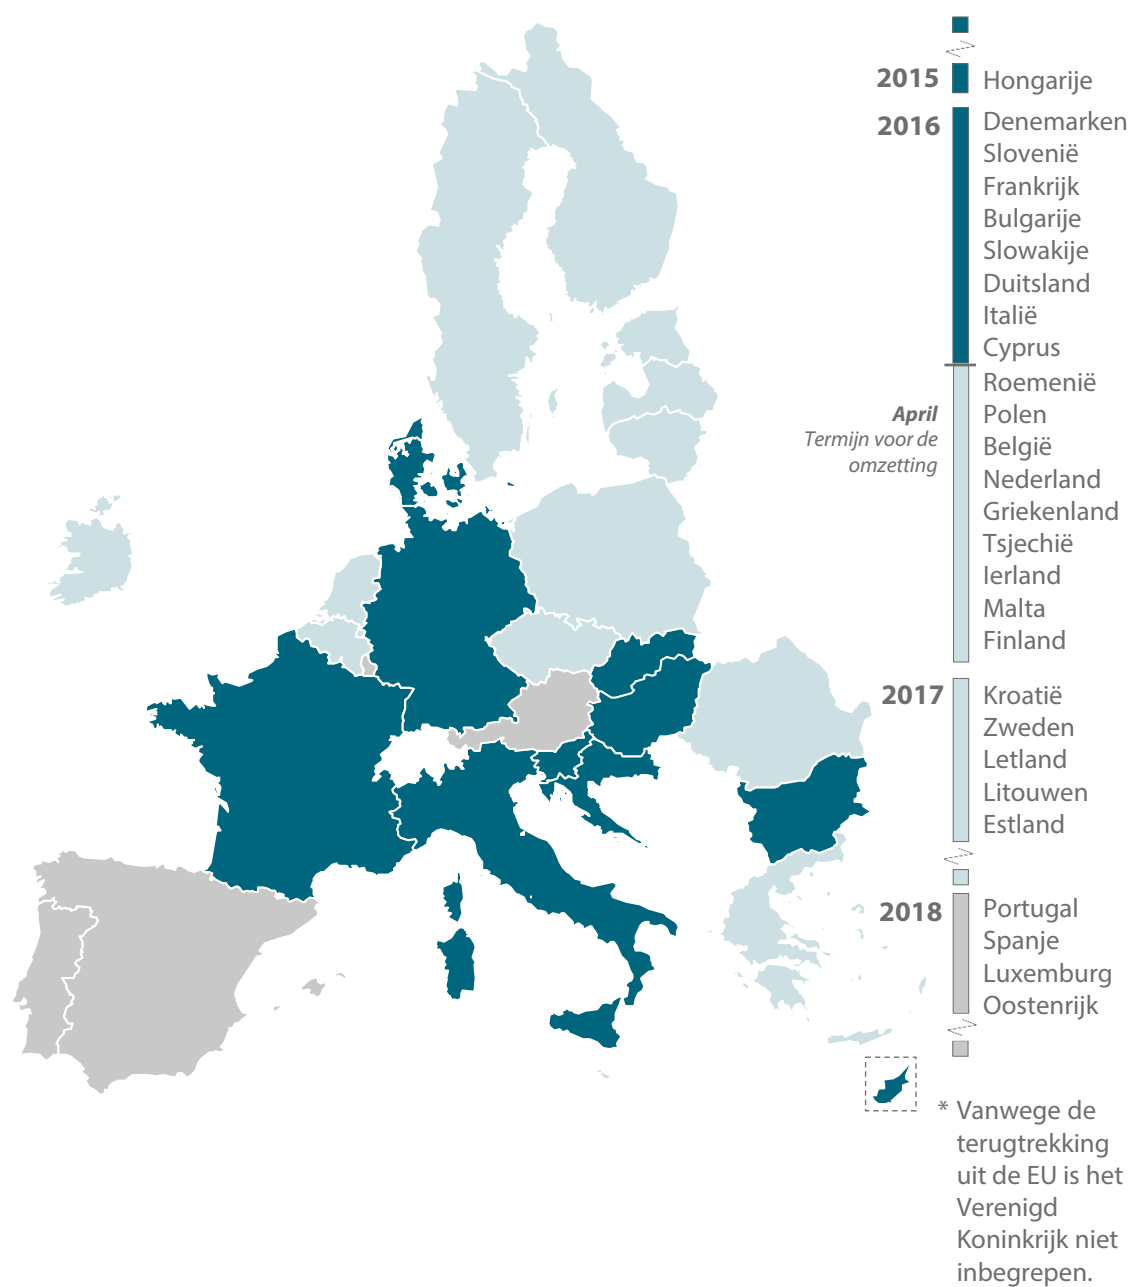 2015
Hongarije
2016
Denemarken
Slovenië
Frankrijk
Bulgarije
Slowakije
Duitsland
Italië
Cyprus
Roemenië
April
Termijn voor de
omzetting
Polen
België
Nederland
Griekenland
Tsjechië
Ierland
Malta
Finland
2017
Kroatië
Zweden
Letland
Litouwen
Estland
2018
Portugal
Spanje
Luxemburg
Oostenrijk
* Vanwege de
terugtrekking
uit de EU is het
Verenigd
Koninkrijk niet
inbegrepen.